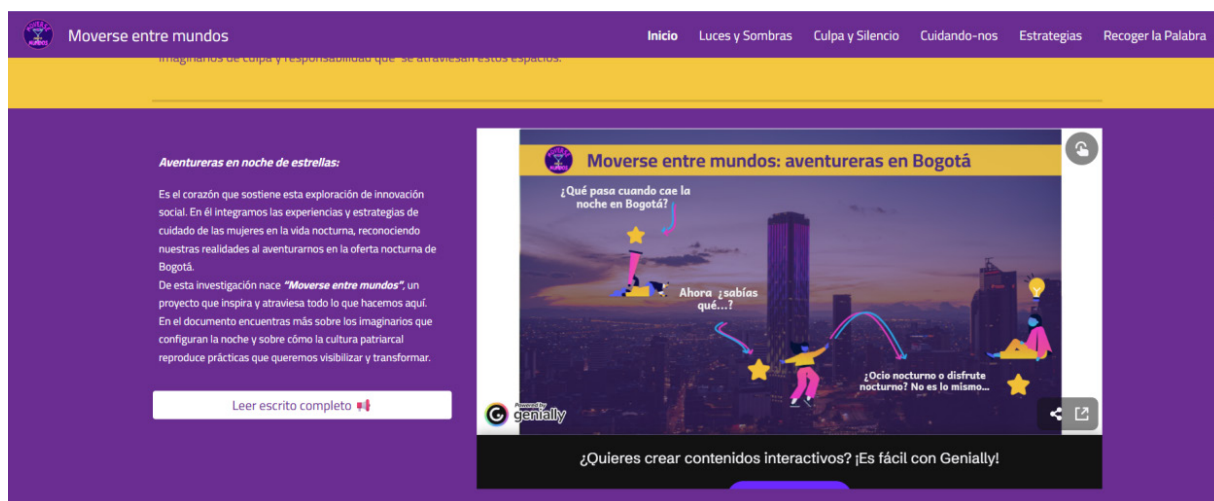 Moverse entre mundos
Inicio Luces y Sombras Culpa y Silencio Cuidando-nos Estrategias Recoger la Palabra
imaginarios de culpa y responsabilidad que se atraviesan estos espacios.
Aventureras en noche de estrellas:
Es el corazón que sostiene esta exploración de innovación
social. En él integramos las experiencias y estrategias de
cuidado de las mujeres en la vida nocturna, reconociendo
nuestras realidades al aventurarnos en la oferta nocturna de
Bogotá.
De esta investigación nace "Moverse entre mundos", un
proyecto que inspira y atraviesa todo lo que hacemos aquí.
En el documento encuentras más sobre los imaginarios que
configuran la noche y sobre cómo la cultura patriarcal
reproduce prácticas que queremos visibilizar y transformar.
Leer escrito completo
Moverse entre mundos: aventureras en Bogotá
¿Qué pasa cuando cae la
noche en Bogotá?
Ahora ¿sabías
qué...?
¿Ocio nocturno o disfrute
nocturno? No es lo mismo...
Powered by
genially
¿Quieres crear contenidos interactivos? ¡Es fácil con Genially!